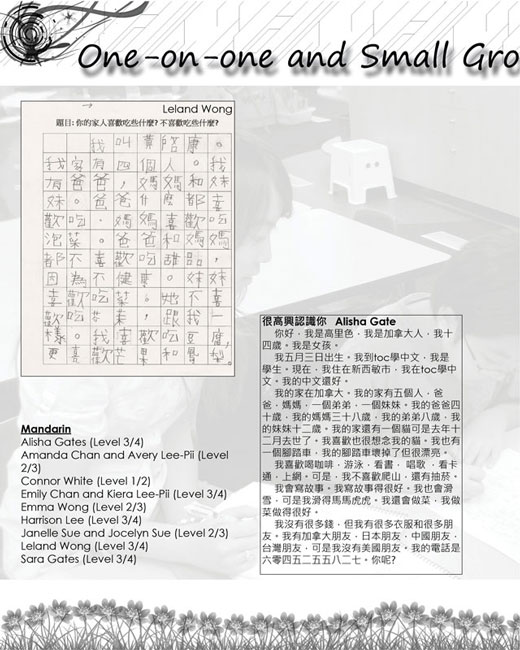 One-on-one and Small Gro
Leland Wong
題目:你的家人喜歡吃些什麼?不喜歡吃些什麼?
我叫黃康。
我家有四個人。我
有爸爸，媽媽和妹
妹。爸爸什麼都喜
歡吃。媽媽喜歡吃
泡菜。爸爸和媽媽
都不喜歡吃甜點，
因為不健康。妹妹
喜歡吃菜。她不喜
歡吃，跟我一
樣。我喜歡吃豆腐，
更喜歡芒果和梨
Mandarin
Alisha Gates (Level 3/4)
Amanda Chan and Avery Lee-Pii (Level
2/3)
Connor White (Level 1/2)
Emily Chan and Kiera Lee-Pii (Level 3/4)
Emma Wong (Level 2/3)
Harrison Lee (Level 3/4)
Janelle Sue and Jocelyn Sue (Level 2/3)
Leland Wong (Level 3/4)
Sara Gates (Level 3/4)
很高興認識你 Alisha Gate
你好，我是高里色，我是加拿大人，我十
四歲。我是女孩。
我五月三日出生。我到toc學中文，我是
學生。現在，我住在新西敏市，我在toc學中
文。我的中文還好。
我的家在加拿大。我的家有五個人，爸
爸，媽媽，一個弟弟，一個妹妹。我的爸爸四
十歲，我的媽媽三十八歲，我的弟弟八歲，我
的妹妹十二歲。我的家還有一個貓可是去年十
二月去世了。我喜歡也很想念我的貓。我也有
一個腳踏車，我的腳踏車壞掉了但很漂亮。
我喜歡喝咖啡，游泳，看書， 唱歌，看卡
通，上網。可是，我不喜歡爬山，還有抽菸。
我會寫故事。我寫故事得很好。我也會滑
雪，可是我滑得馬馬虎虎。我還會做菜，我做
菜做得很好。
我沒有很多錢，但我有很多衣服和很多朋
友。我有加拿大朋友，日本朋友，中國朋友，
台灣朋友，可是我沒有美國朋友。我的電話是
六零四五二五五八二七。你呢?